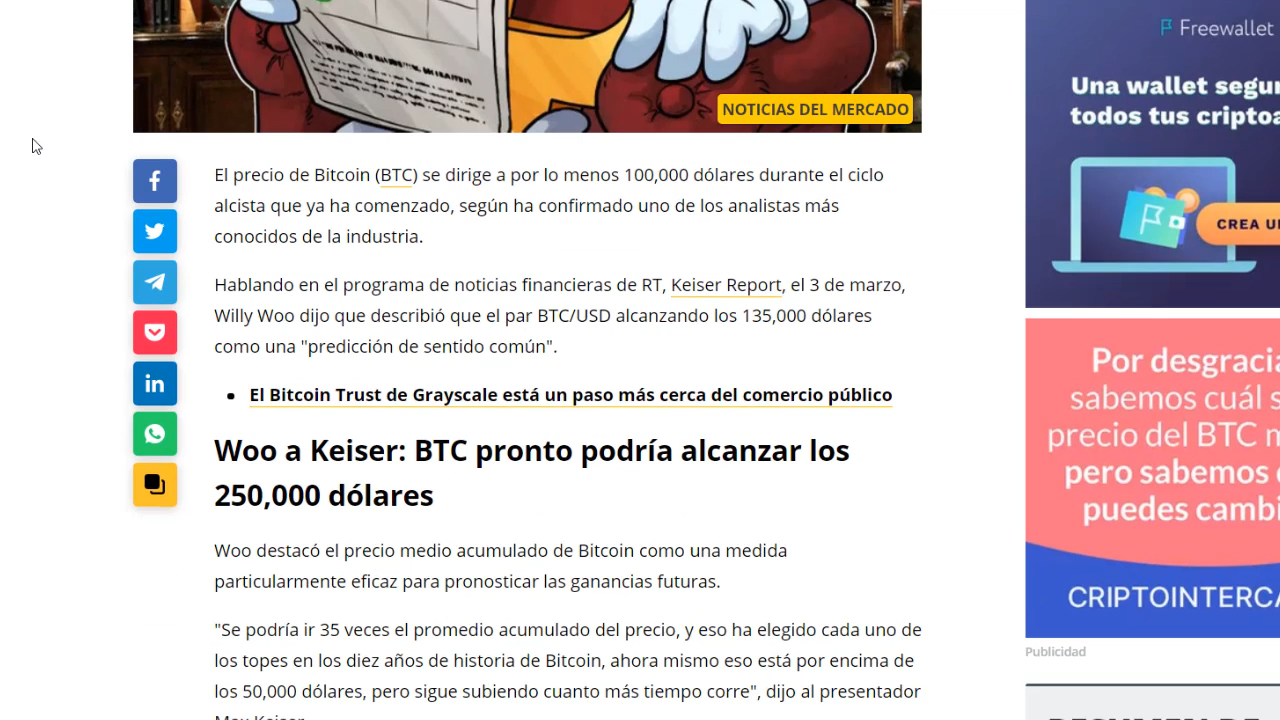 NOTICIAS DEL MERCADO
El precio de Bitcoin (BTC) se dirige a por lo menos 100,000 dólares durante el ciclo
alcista que ya ha comenzado, según ha confirmado uno de los analistas más
conocidos de la industria.
Hablando en el programa de noticias financieras de RT, Keiser Report, el 3 de marzo,
Willy Woo dijo que describió que el par BTC/USD alcanzando los 135,000 dólares
como una "predicción de sentido común".
El Bitcoin Trust de Grayscale está un paso más cerca del comercio público
Woo a Keiser: BTC pronto podría alcanzar los
250,000 dólares
Woo destacó el precio medio acumulado de Bitcoin como una medida
particularmente eficaz para pronosticar las ganancias futuras.
"Se podría ir 35 veces el promedio acumulado del precio, y eso ha elegido cada uno de
los topes en los diez años de historia de Bitcoin, ahora mismo eso está por encima de
los 50,000 dólares, pero sigue subiendo cuanto más tiempo corre", dijo al presentador
Freewallet
Una wallet segu
todos tus cripto
CREA U
Por desgraci
sabemos cuál s
precio del BTC m
pero sabemos
puedes cambi
CRIPTOINTERCA
Publicidad